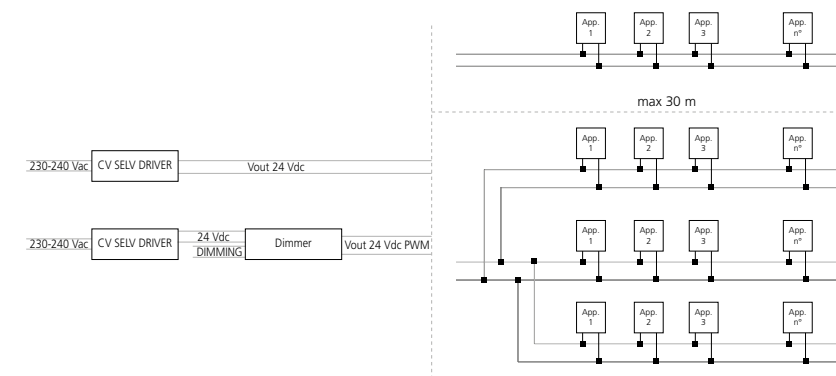 App. 1
App. 2
App. 3
App. n°
max 30 m
230-240 Vac
CV SELV DRIVER
Vout 24 Vdc
App. 1
App. 2
App. 3
App. n°
230-240 Vac
CV SELV DRIVER
24 Vdc
DIMMING
Dimmer
Vout 24 Vdc PWM
App. 1
App. 2
App. 3
App. n°
App. 1
App. 2
App. 3
App. n°